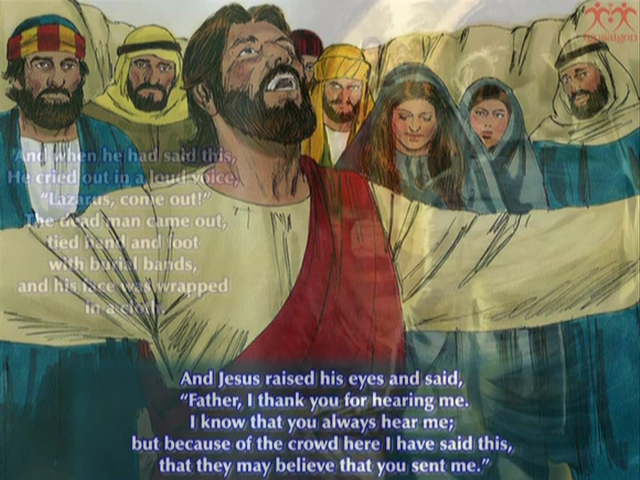 And when he had said this,
He cried out in a loud voice,
“Lazarus, come out!”
The dead man came out,
tied hand and foot
with burial bands,
and his face was wrapped
in a cloth.
And Jesus raised his eyes and said,
“Father, I thank you for hearing me.
I know that you always hear me;
but because of the crowd here I have said this,
that they may believe that you sent me.”